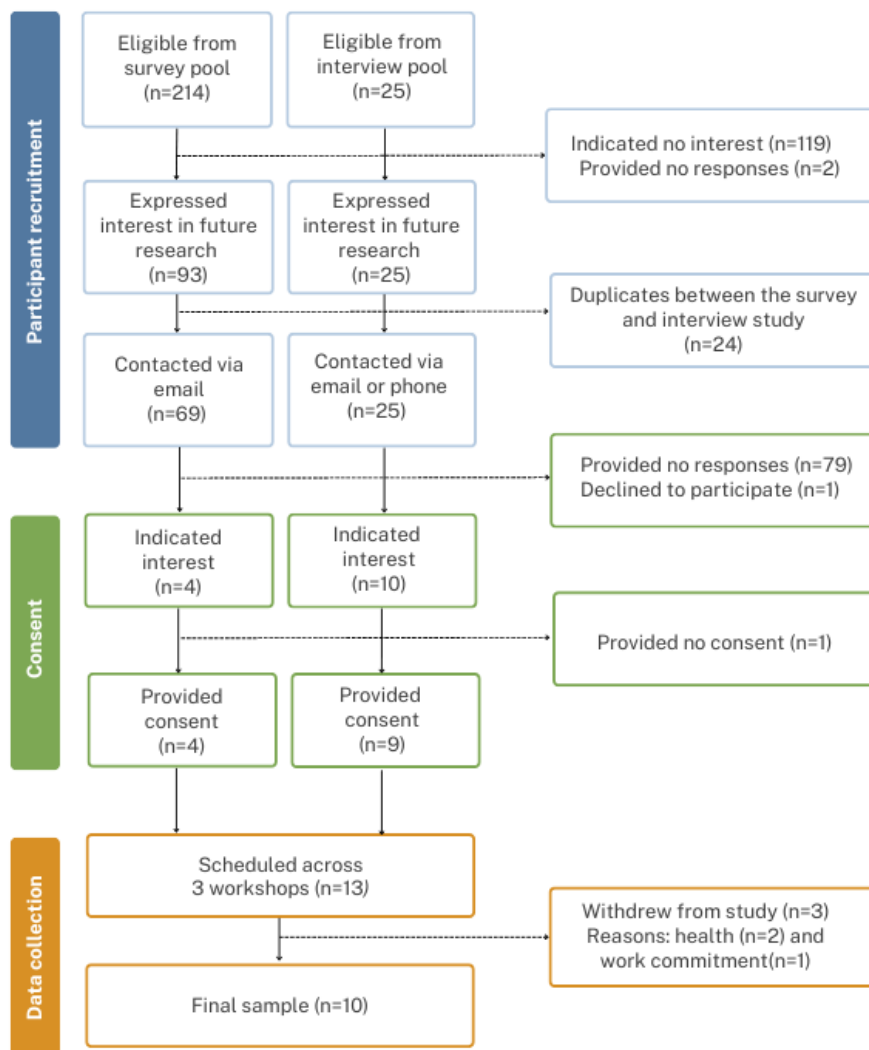 Participant recruitment
Eligible from
survey pool
(n=214)
Eligible from
interview pool
(n=25)
Indicated no interest (n=119)
Provided no responses (n=2)
Expressed
interest in future
research
(n=93)
Expressed
interest in future
research
(n=25)
Duplicates between the survey
and interview study
(n=24)
Contacted via
email
(n=69)
Contacted via
email or phone
(n=25)
Provided no responses (n=79)
Declined to participate (n=1)
Consent
Indicated
interest
(n=4)
Indicated
interest
(n=10)
Provided no consent (n=1)
Provided
consent
(n=4)
Provided
consent
(n=9)
Data collection
Scheduled across
3 workshops (n=13)
Withdrew from study (n=3)
Reasons: health (n=2) and
work commitment(n=1)
Final sample (n=10)